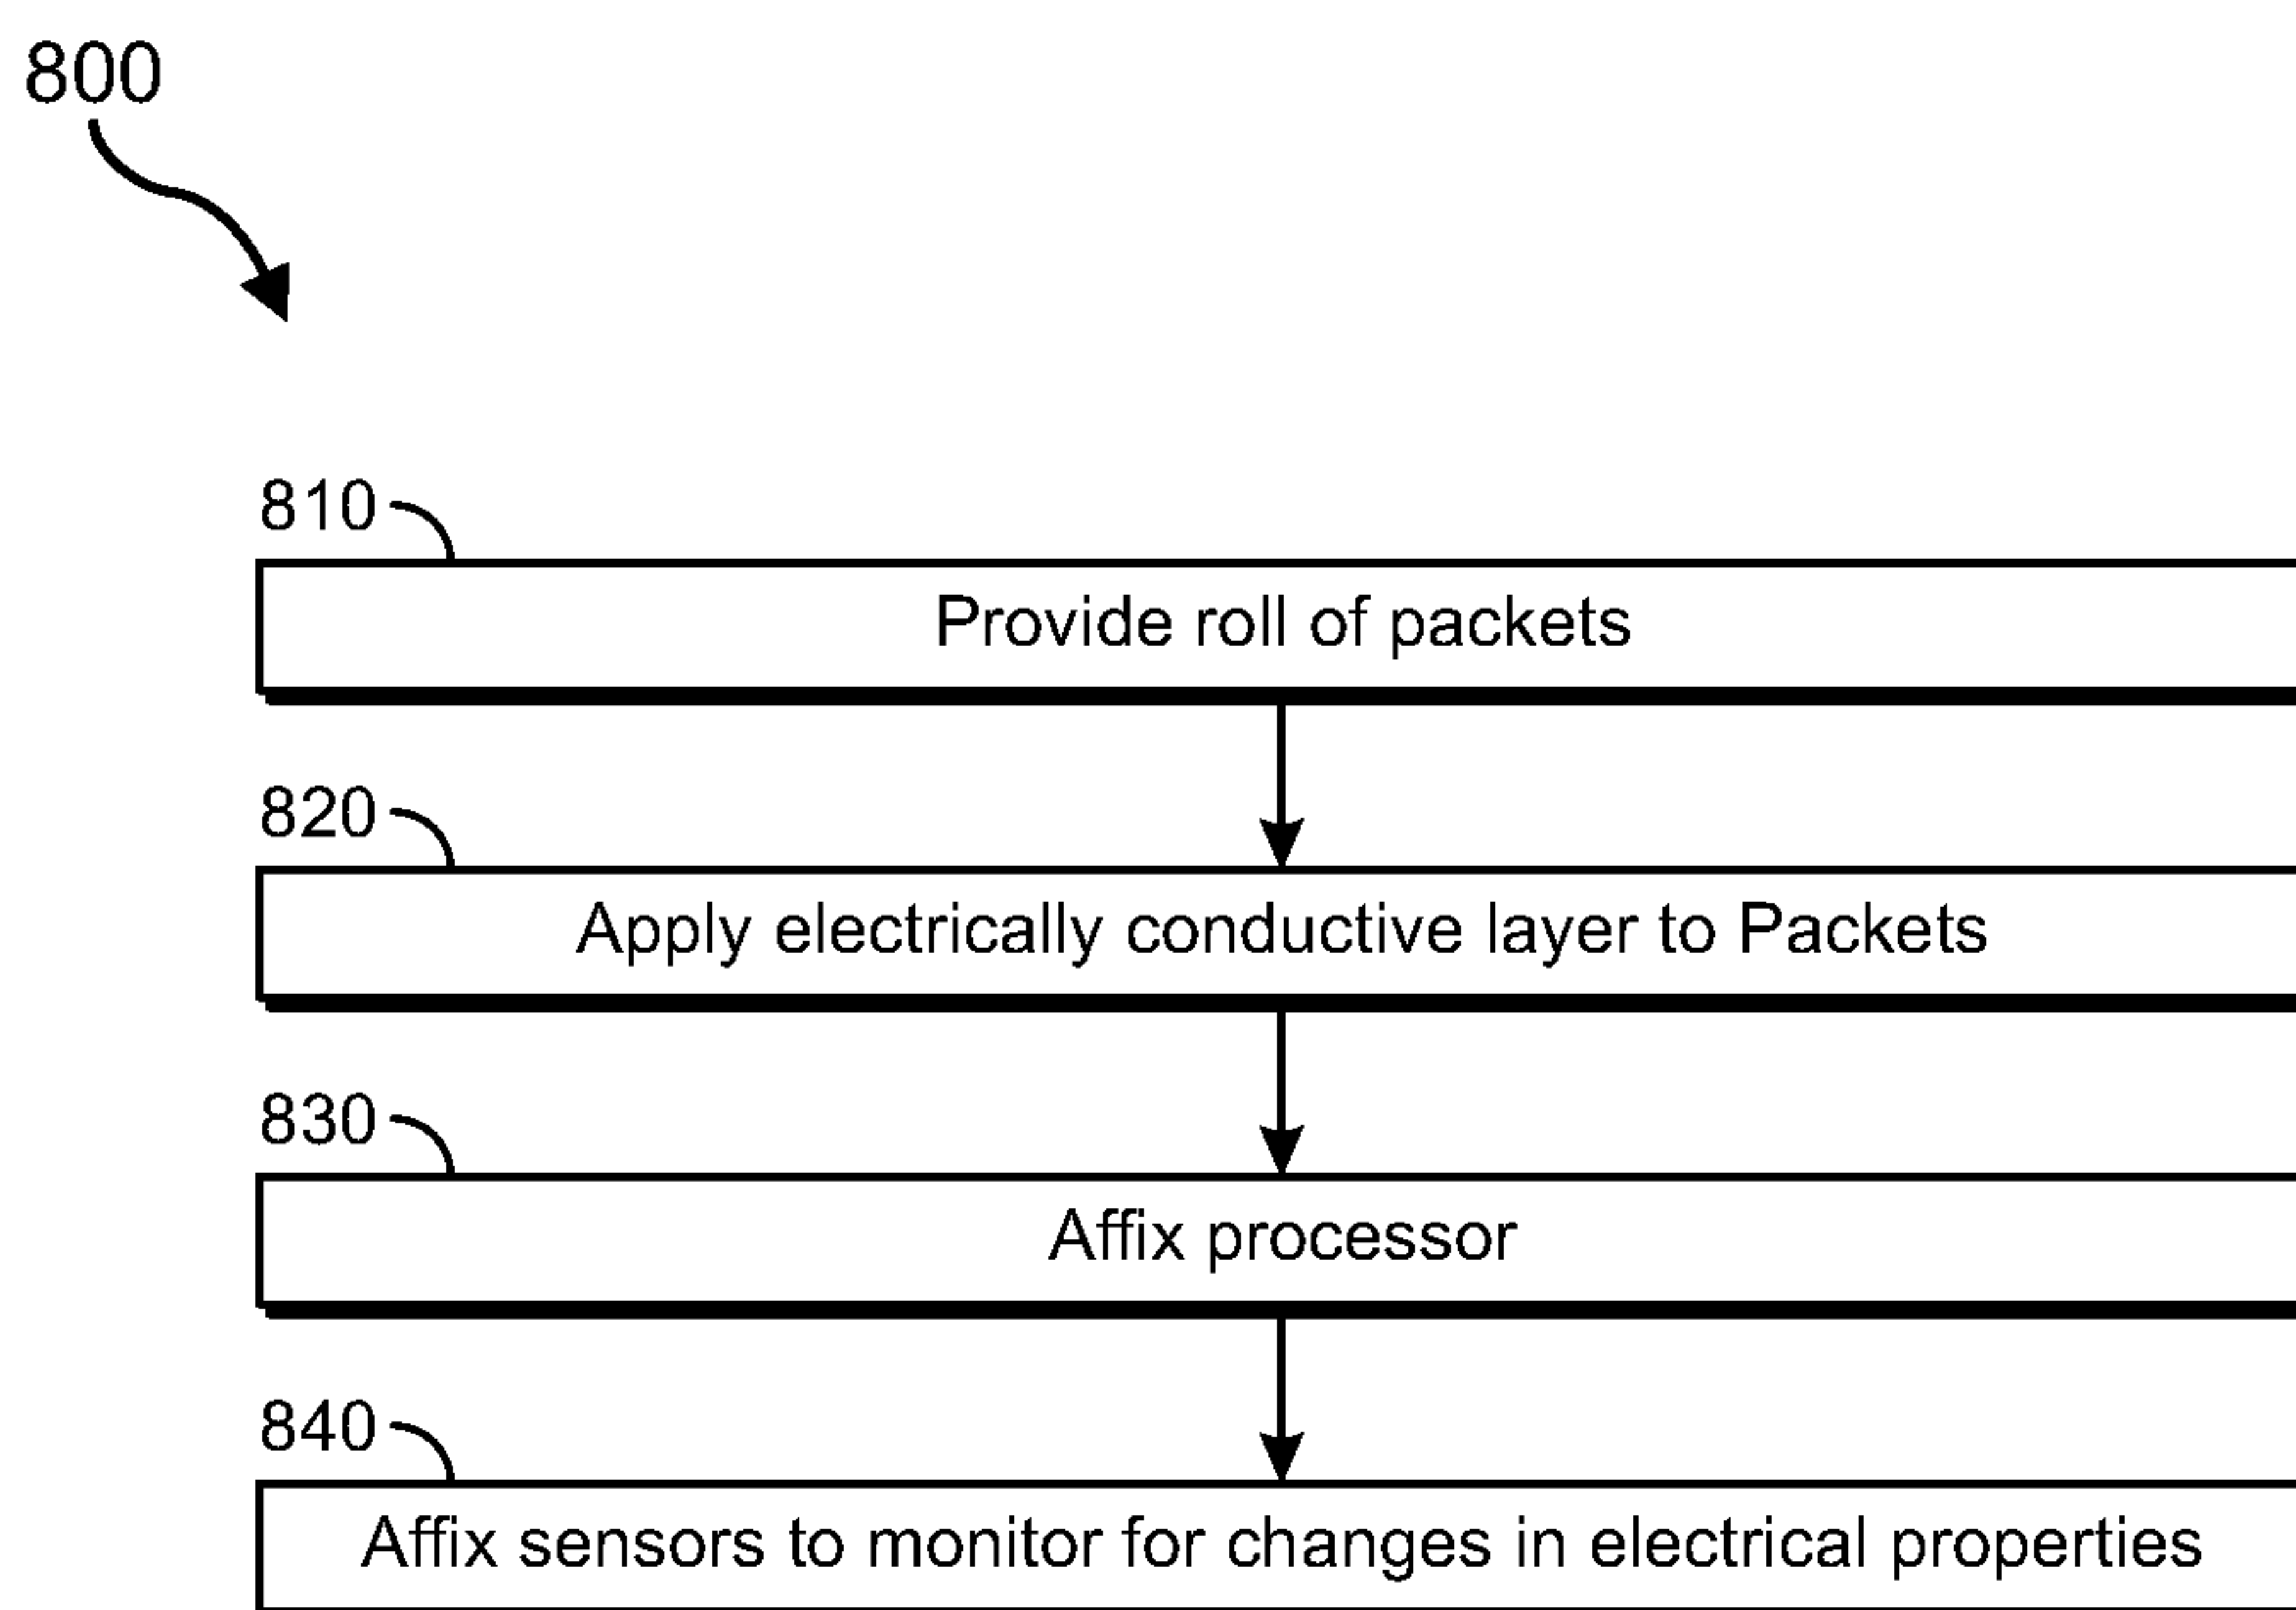 800
810
Provide roll of packets
820
Apply electrically conductive layer to Packets
830
Affix processor
840
Affix sensors to monitor for changes in electrical properties